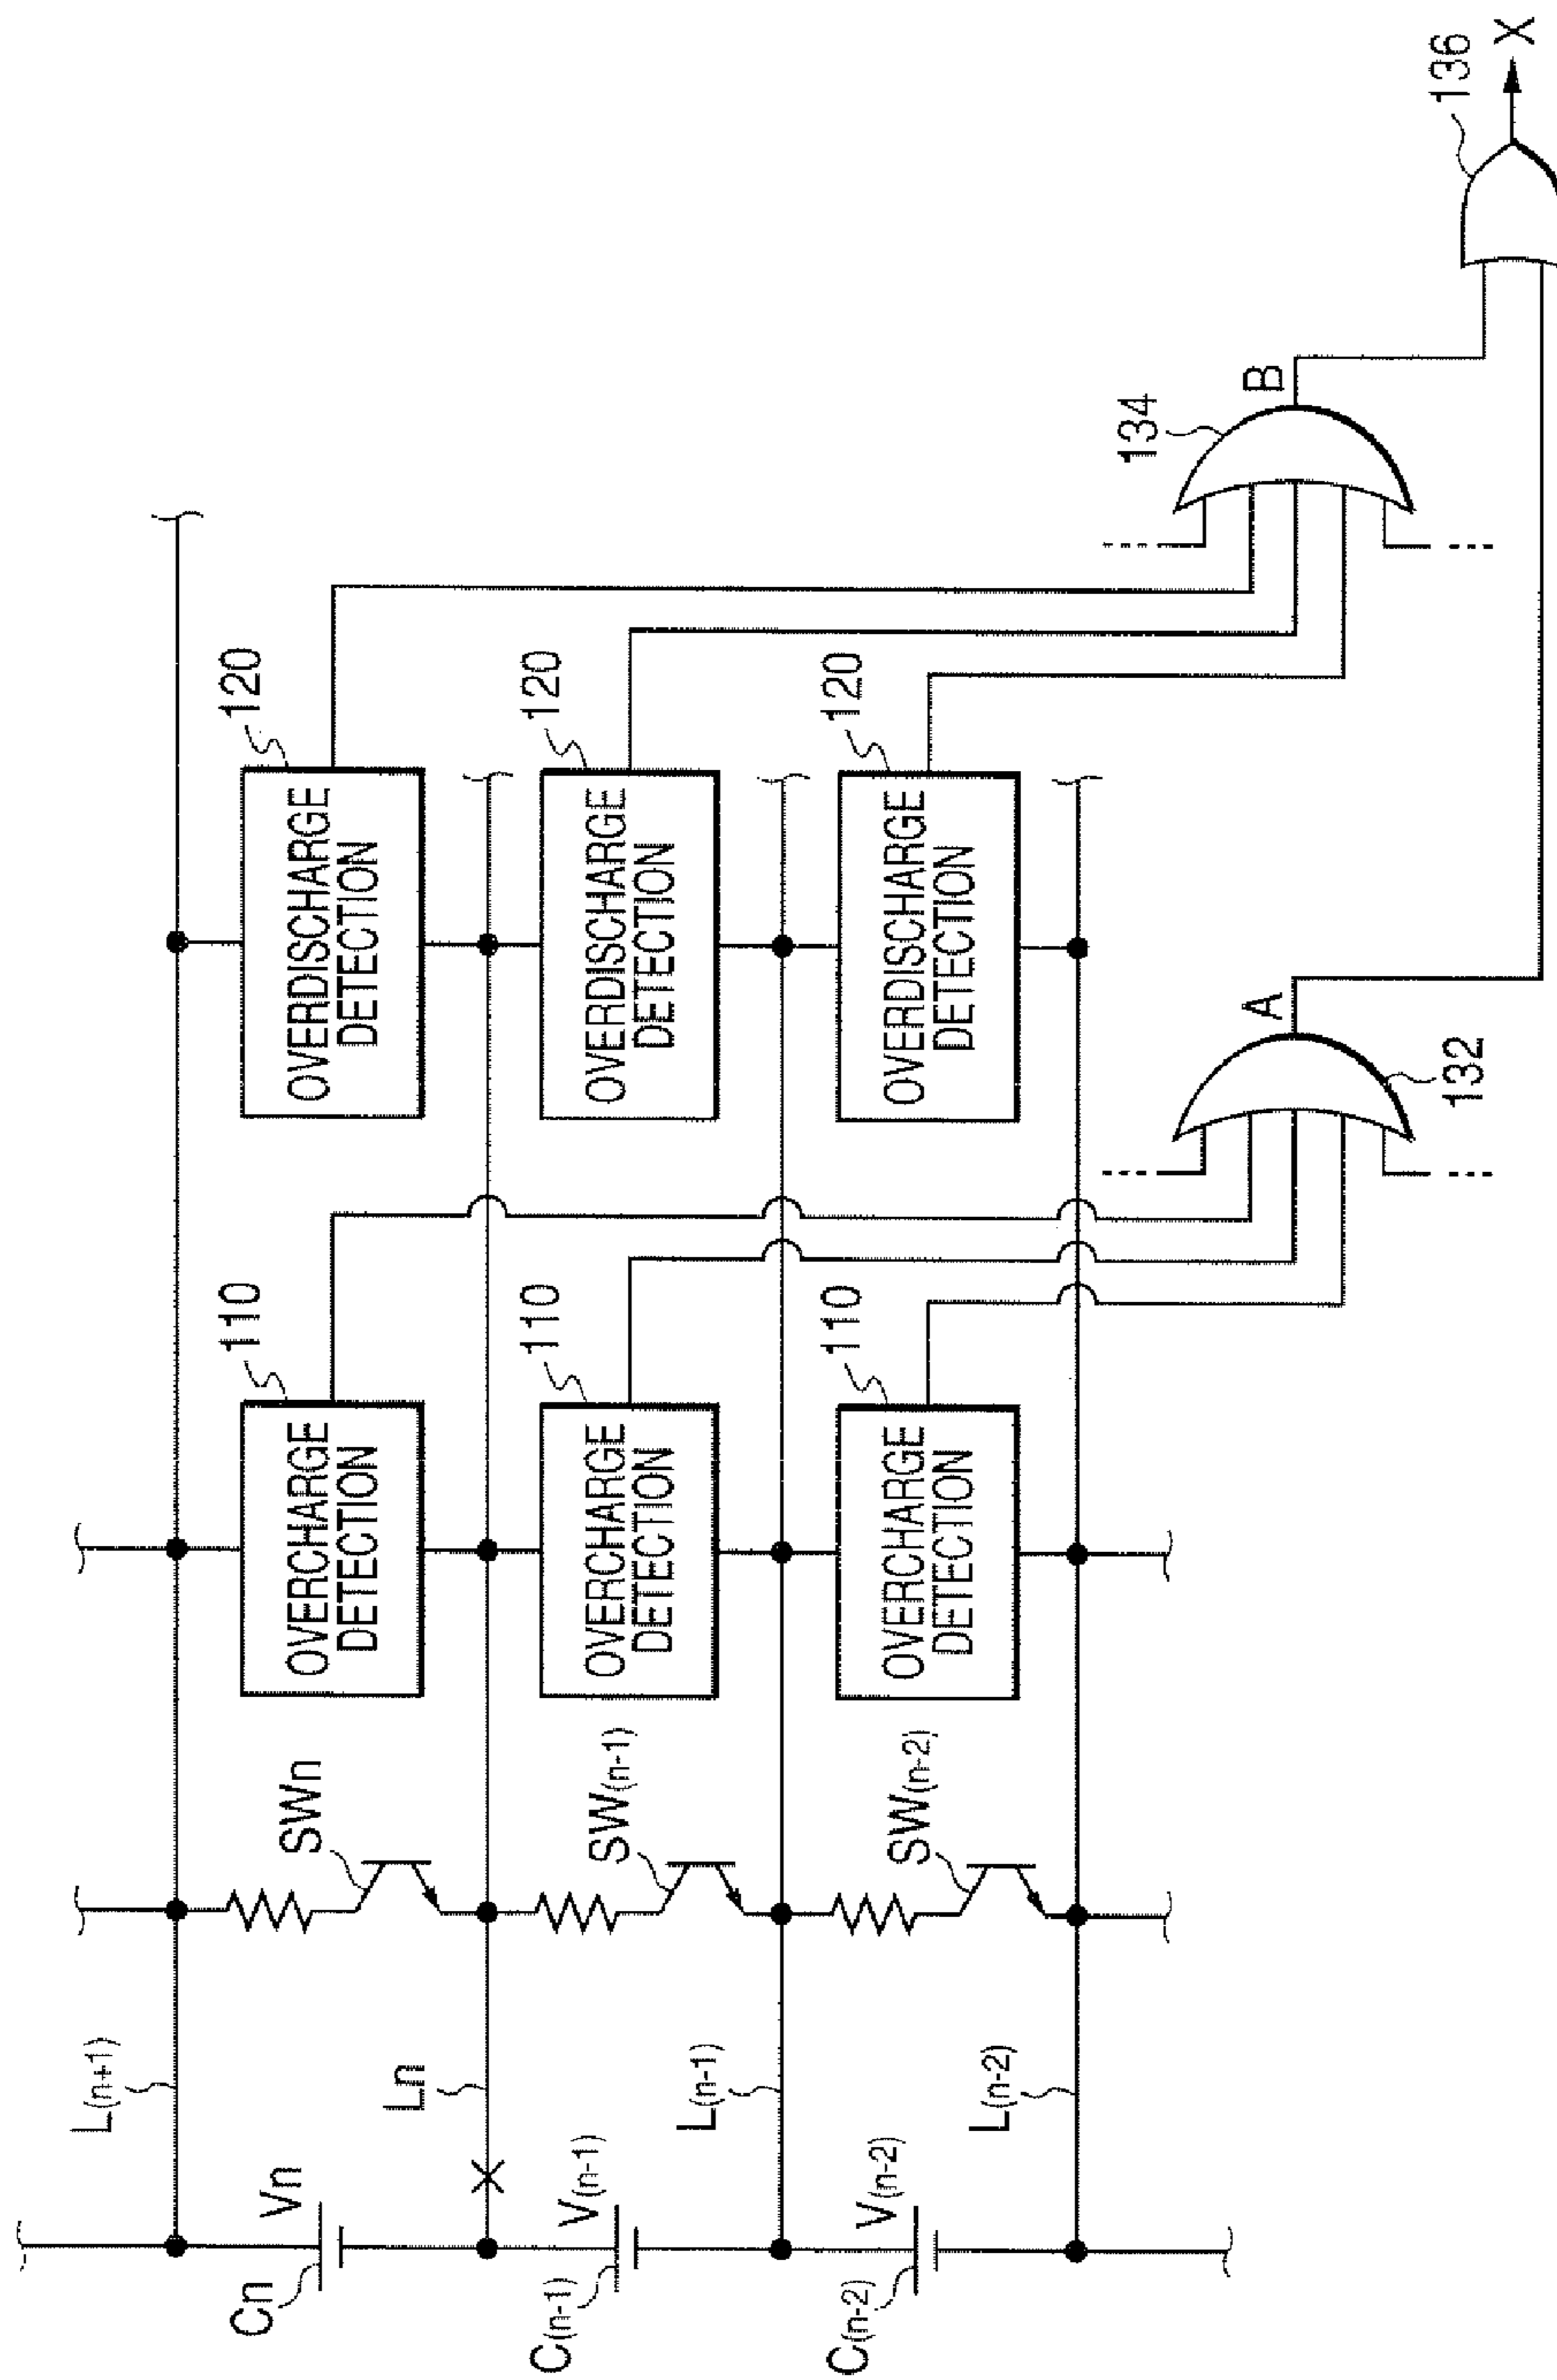 L(n+1)
Cn
Vn
SWn
OVERCHARGE
DETECTION
110
OVERDISCHARGE
DETECTION
120
Ln
C(n-1)
V(n-1)
SW(n-1)
OVERCHARGE
DETECTION
110
OVERDISCHARGE
DETECTION
120
L(n-1)
C(n-2)
V(n-2)
SW(n-2)
OVERCHARGE
DETECTION
110
OVERDISCHARGE
DETECTION
120
L(n-2)
A
132
B
134
136
X